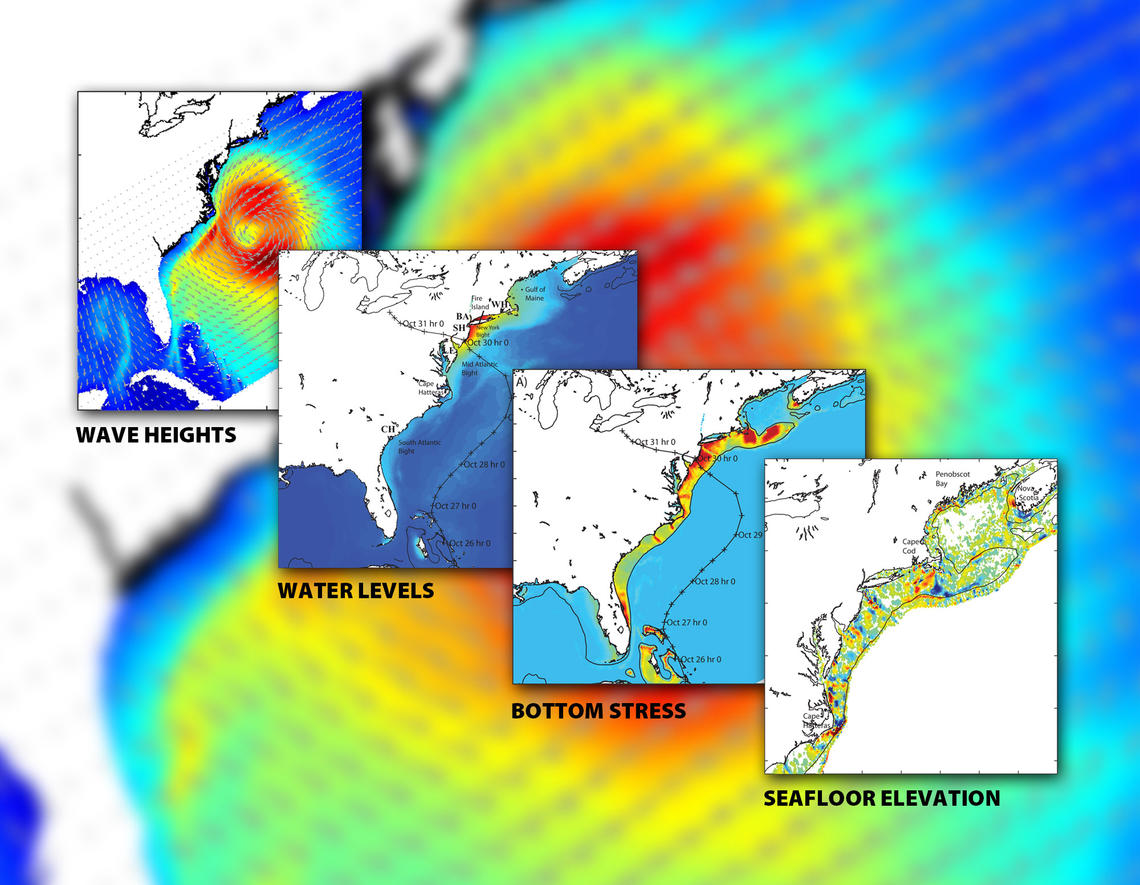 WAVE HEIGHTS
Gulf of
Maine
Fire
Island
WH
BA
SH
New York
Bight
Oct 31 hr 0
Oct 30 hr 0
Mid Atlantic
Bight
Cape
Hatteras
CH
South Atlantic
Bight
Oct 28 hr 0
Oct 27 hr 0
Oct 26 hr 0
WATER LEVELS
A)
Oct 31 hr 0
Oct 30 hr 0
Oct 29
Oct 28 hr 0
Oct 27 hr 0
Oct 26 hr 0
BOTTOM STRESS
Penobscot
Bay
Nova
Scotia
Cape
Cod
Cape
Hatteras
SEAFLOOR ELEVATION